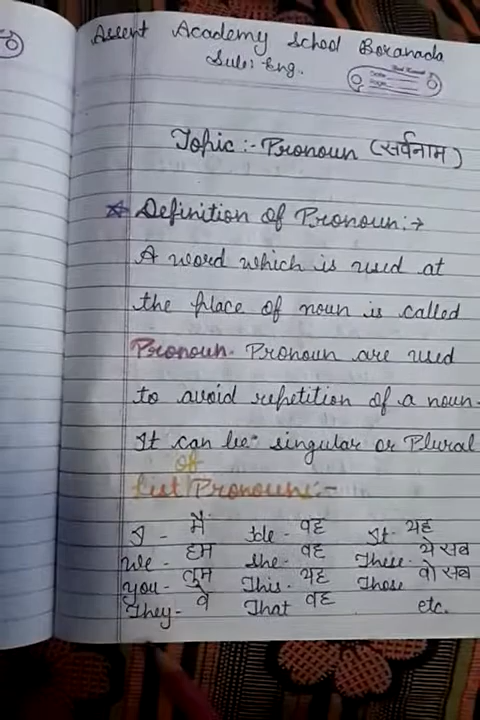 Assent Academy School Boranada
Sub:- Eng.
Topic :- Pronoun (सर्वनाम)
Definition of Pronoun :→
A word which is used at
the place of noun is called
Pronoun. Pronoun are used
to avoid repetition of a noun.
It can be singular or Plural
List of Pronouns:-
I - मैं He - वह It - यह
We - हम She - वह These - ये सब
You - तुम This - यह Those वो सब
They - वे That वह etc.